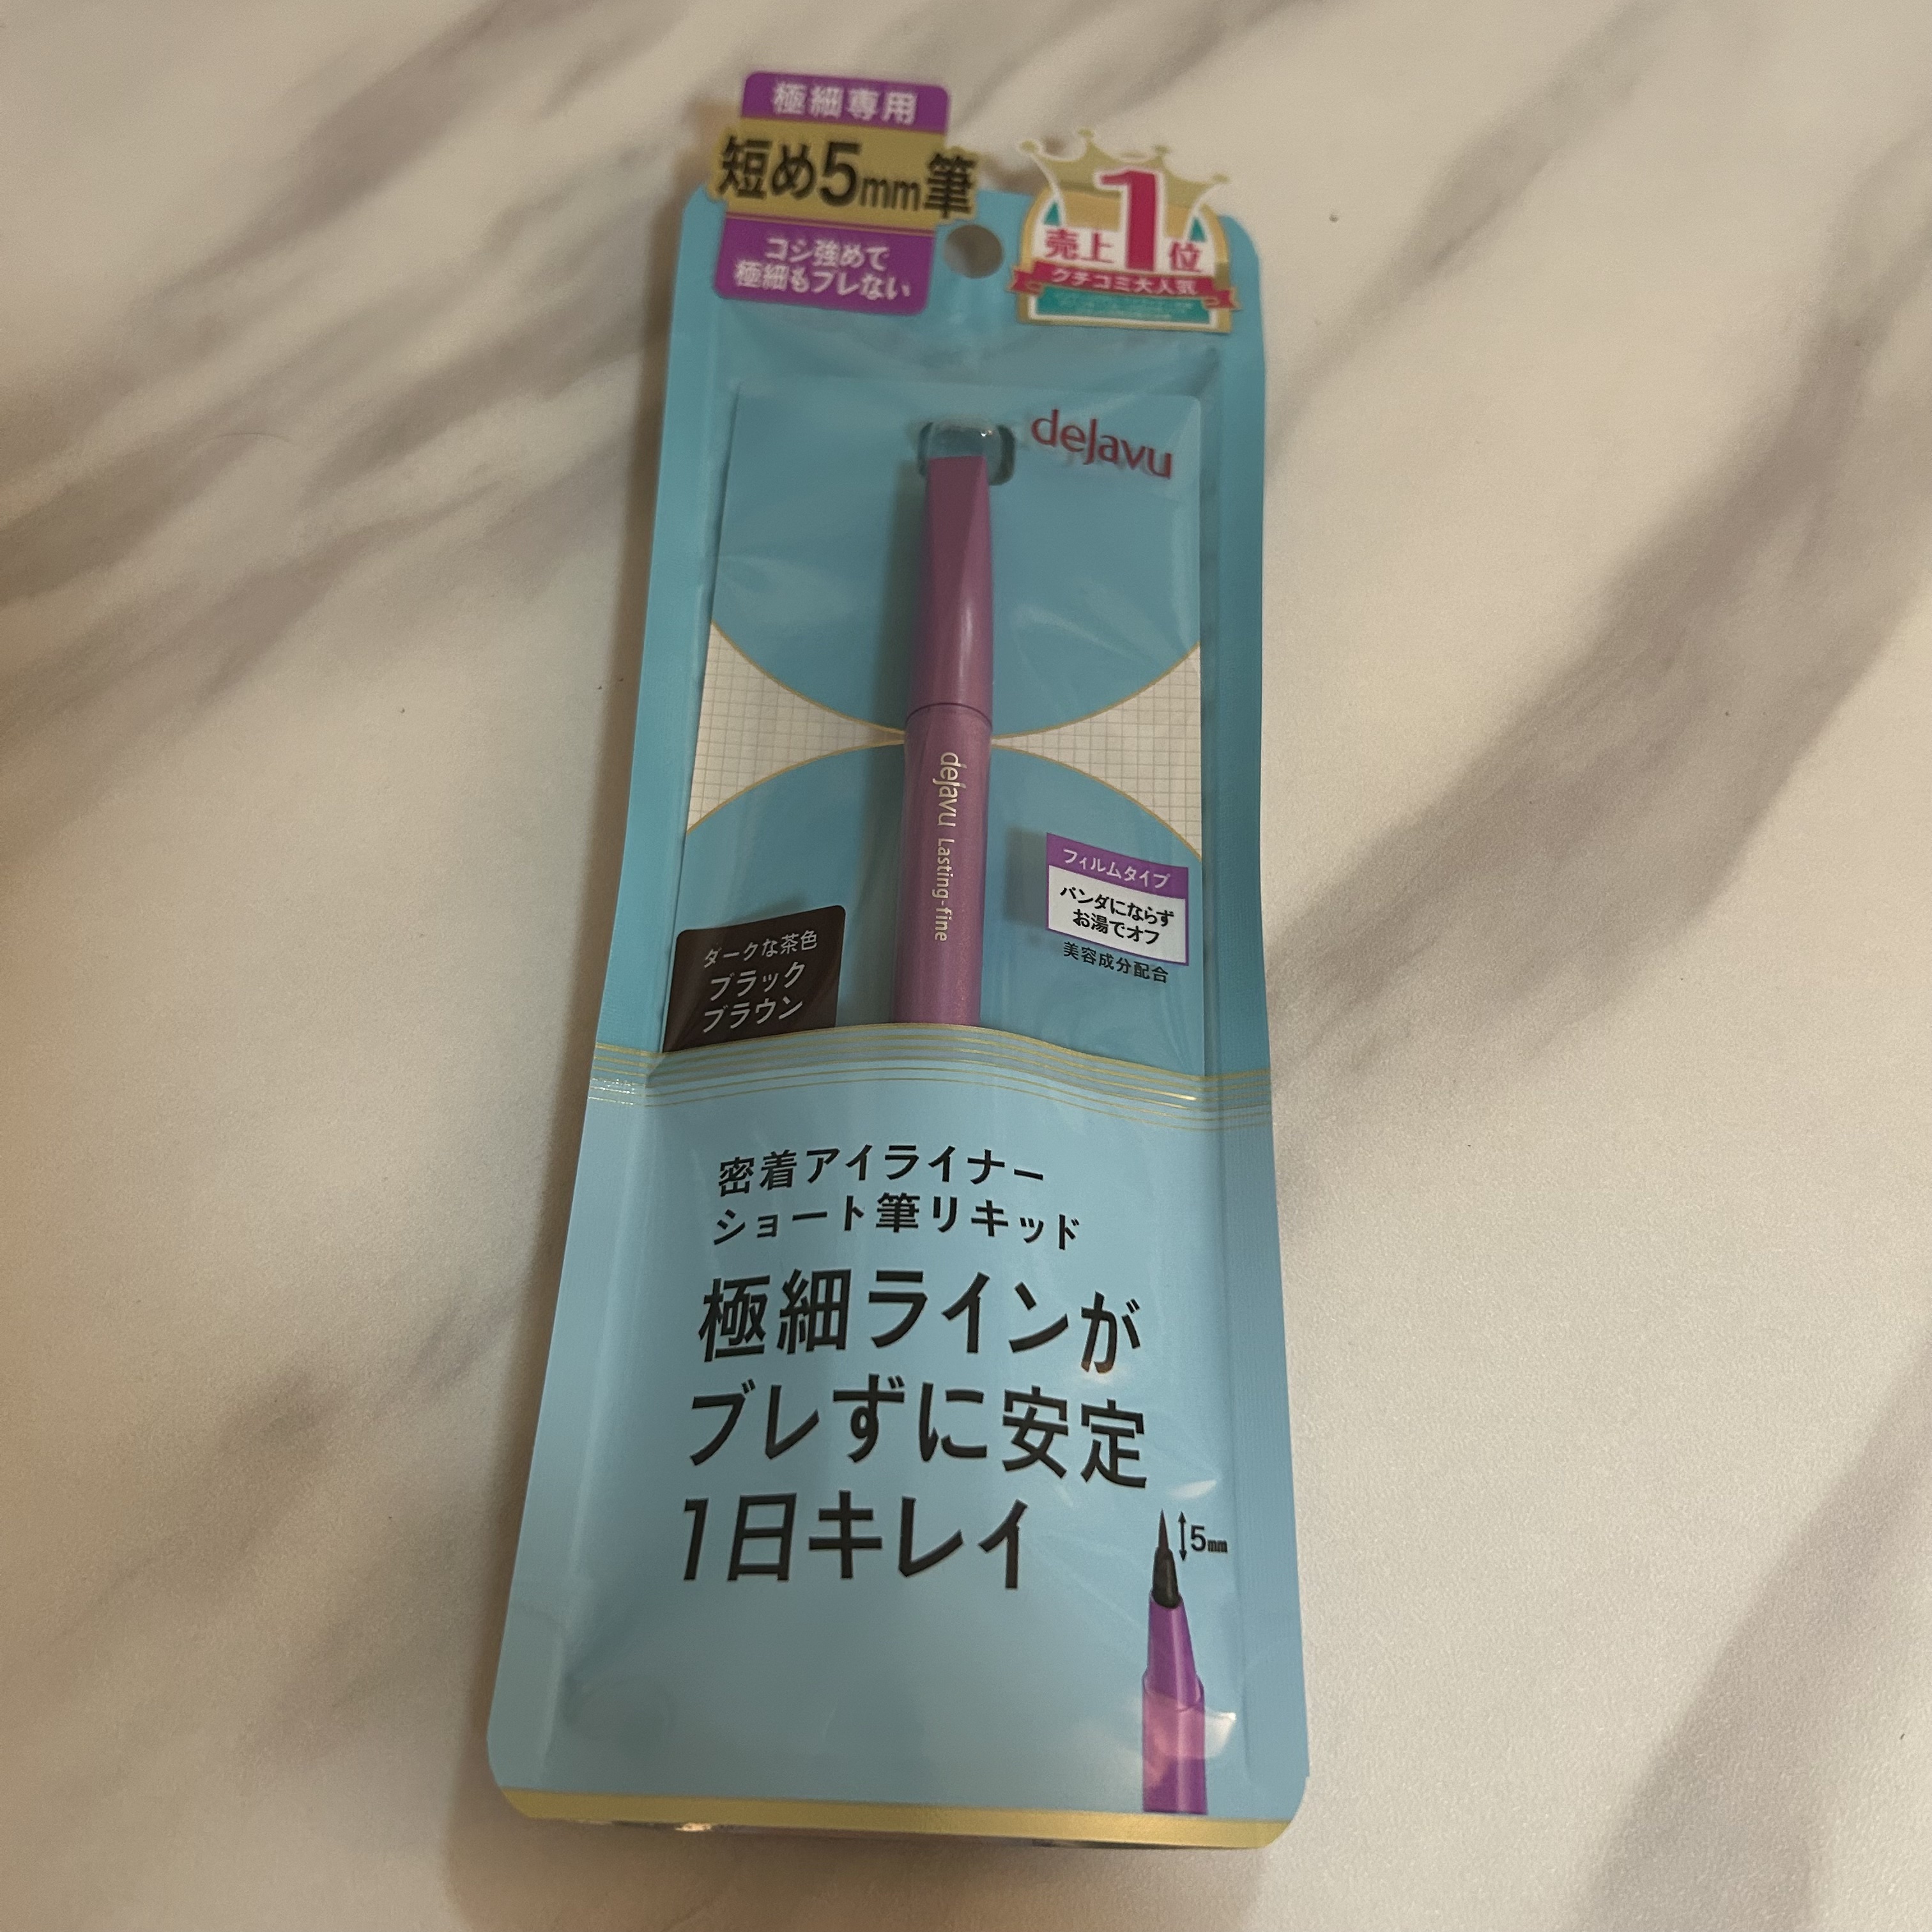 極細専用
短め5mm筆
コシ強めて
極細もブレない
売上1位
クチコミ大人気
dejavu
dejavu Lasting-fine
フィルムタイプ
パンダにならず
お湯でオフ
美容成分配合
ダークな茶色
ブラック
ブラウン
密着アイライナー
ショート筆リキッド
極細ラインが
ブレずに安定
1日キレイ
5mm